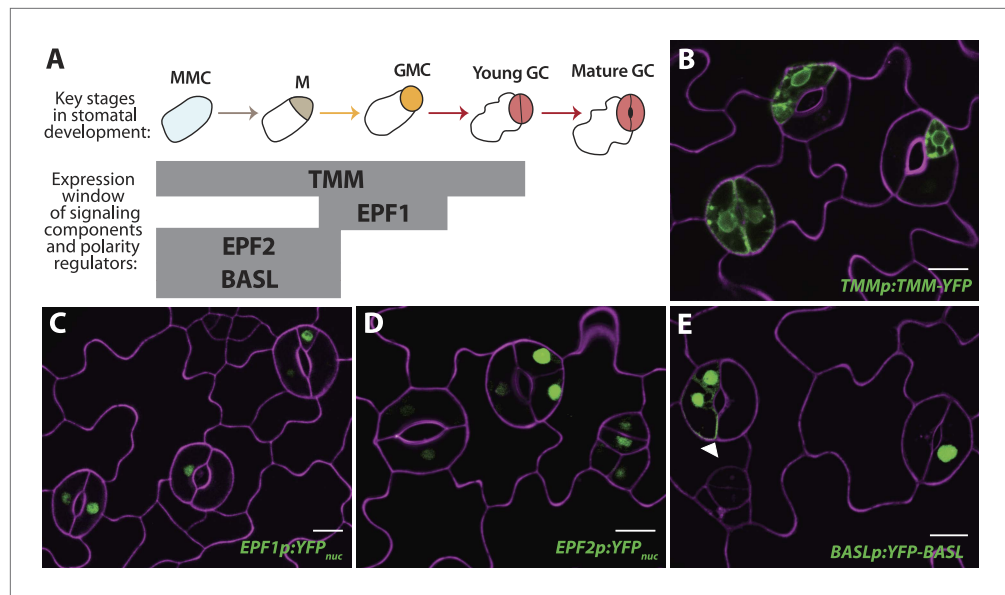 A
MMC
M
GMC
Young GC
Mature GC
Key stages
in stomatal
development:
Expression
window
of signaling
components
and polarity
regulators:
TMM
EPF1
EPF2
BASL
B
TMMp:TMM-YFP
C
EPF1p:YFPnuc
D
EPF2p:YFPnuc
E
BASLp:YFP-BASL